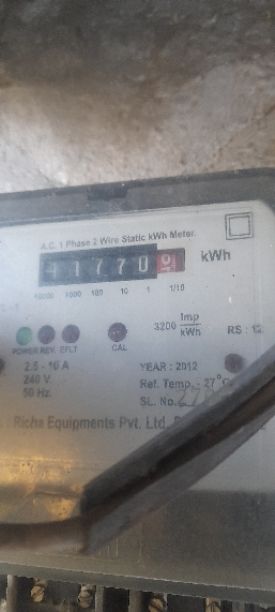 A.C. 1 Phase 2 Wire Static kWh Meter.
41770 kWh
10000 1000 100 10 1 1/10
3200 Imp/kWh
POWER REV. EFLT CAL
2.5 - 10 A YEAR : 2012
240 V. Ref. Temp. - 27°C
50 Hz. SL. No.
Riche Equipments Pvt. Ltd.